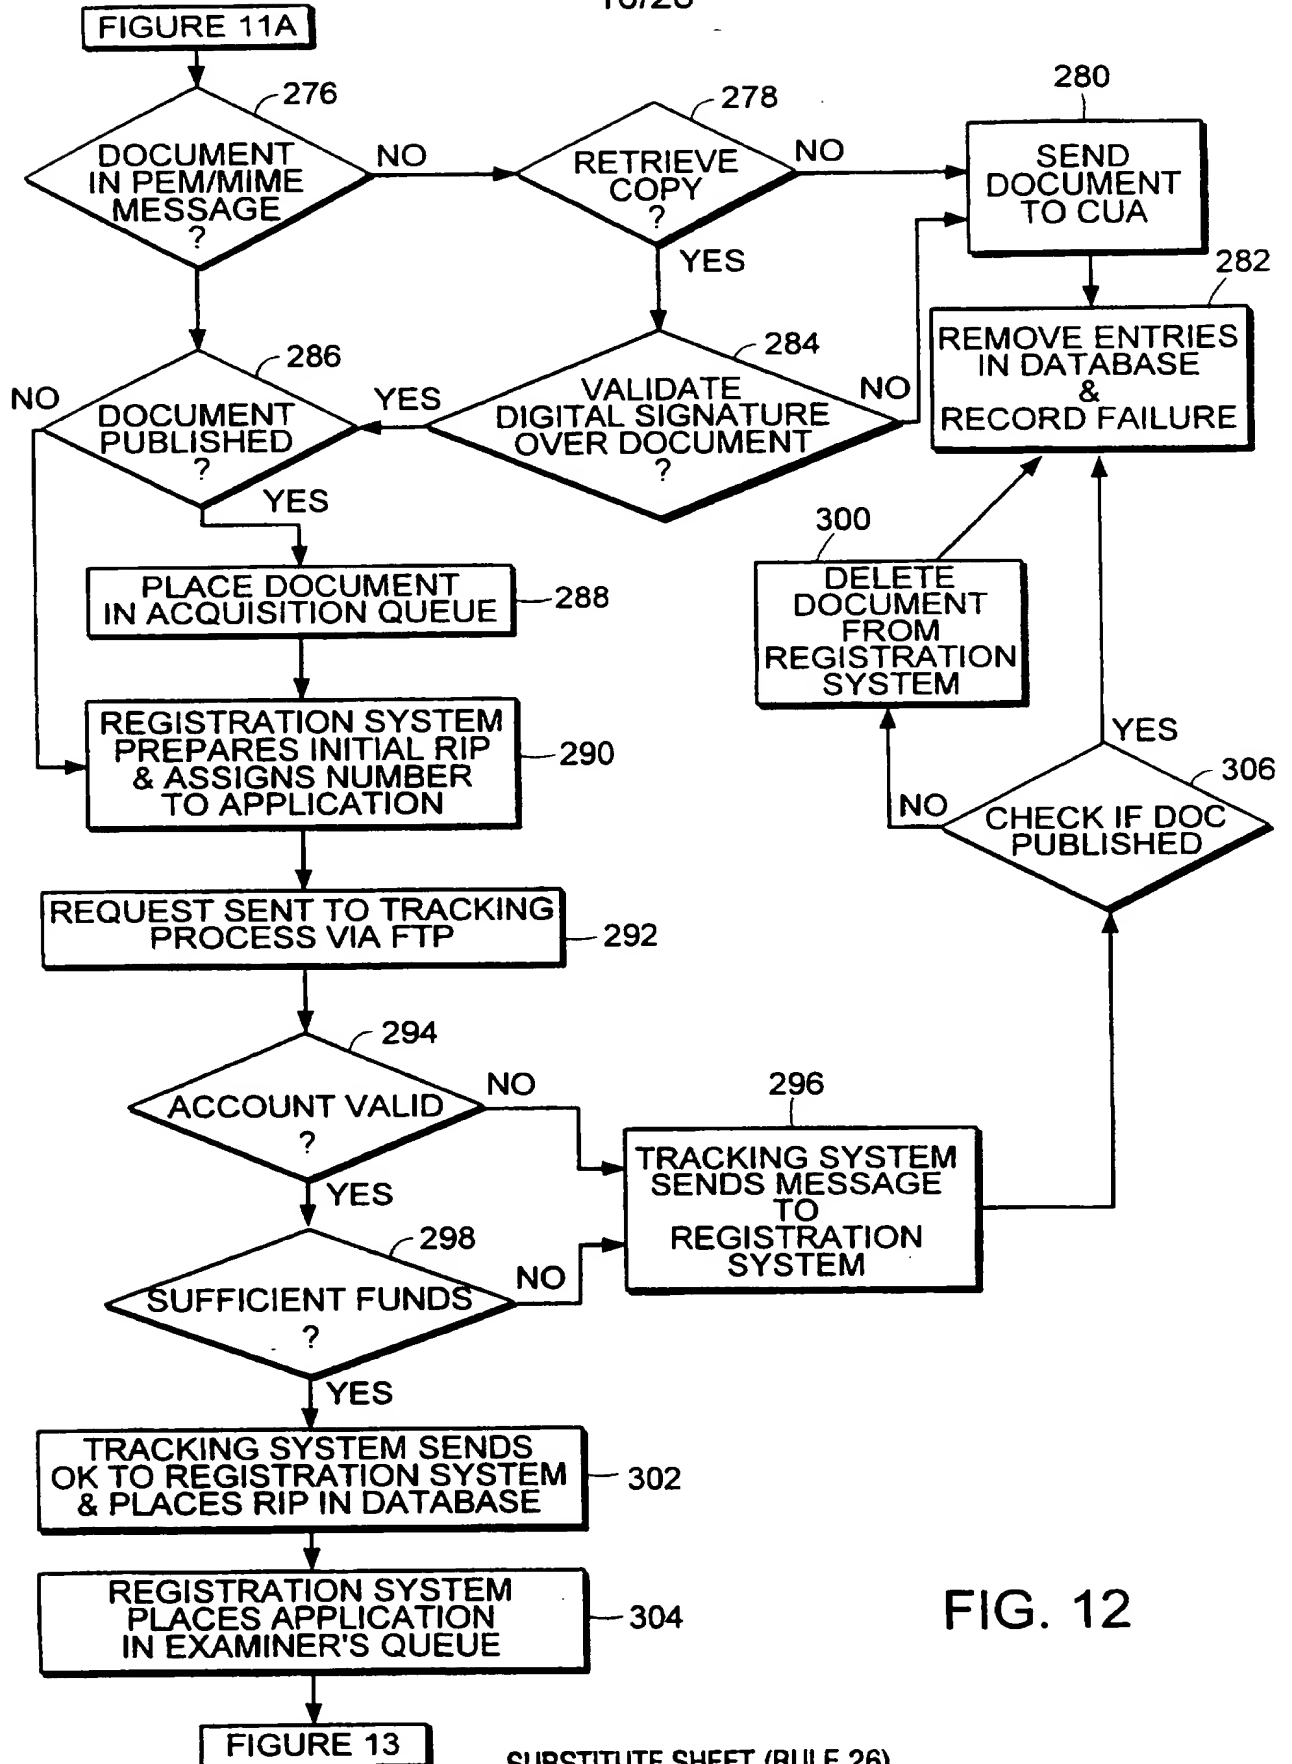 FIGURE 11A
276
DOCUMENT
IN PEM/MIME
MESSAGE
?
NO
278
RETRIEVE
COPY
?
NO
YES
280
SEND
DOCUMENT
TO CUA
282
REMOVE ENTRIES
IN DATABASE
&
RECORD FAILURE
284
VALIDATE
DIGITAL SIGNATURE
OVER DOCUMENT
?
NO
YES
286
DOCUMENT
PUBLISHED
?
NO
YES
PLACE DOCUMENT
IN ACQUISITION QUEUE
288
REGISTRATION SYSTEM
PREPARES INITIAL RIP
& ASSIGNS NUMBER
TO APPLICATION
290
REQUEST SENT TO TRACKING
PROCESS VIA FTP
292
294
ACCOUNT VALID
?
NO
YES
296
TRACKING SYSTEM
SENDS MESSAGE
TO
REGISTRATION
SYSTEM
298
SUFFICIENT FUNDS
?
NO
YES
300
DELETE
DOCUMENT
FROM
REGISTRATION
SYSTEM
306
CHECK IF DOC
PUBLISHED
YES
NO
TRACKING SYSTEM SENDS
OK TO REGISTRATION SYSTEM
& PLACES RIP IN DATABASE
302
REGISTRATION SYSTEM
PLACES APPLICATION
IN EXAMINER'S QUEUE
304
FIGURE 13
FIG. 12
SUBSTITUTE SHEET (RULE 26)